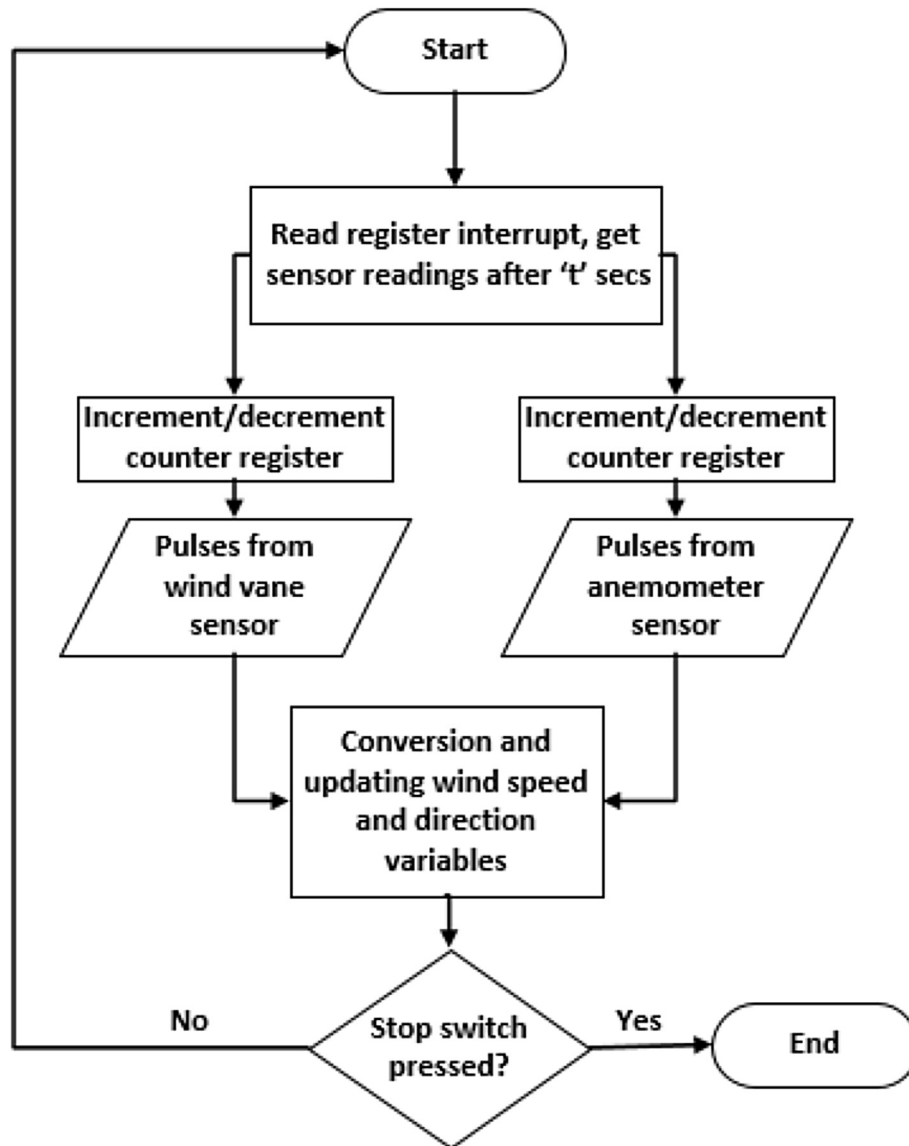 Start
Read register interrupt, get
sensor readings after ‘t’ secs
Increment/decrement
counter register
Increment/decrement
counter register
Pulses from
wind vane
sensor
Pulses from
anemometer
sensor
Conversion and
updating wind speed
and direction
variables
No
Stop switch
pressed?
Yes
End